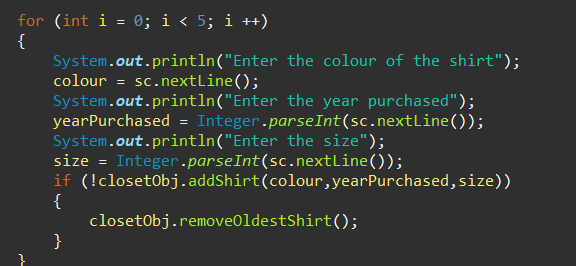 for (int i = 0; i < 5; i ++)
{
System.out.println("Enter the colour of the shirt");
colour = sc.nextLine();
System.out.println("Enter the year purchased");
yearPurchased = Integer.parseInt(sc.nextLine());
System.out.println("Enter the size");
size = Integer.parseInt(sc.nextLine());
if (!closetObj.addShirt(colour,yearPurchased,size))
{
closetObj.removeOldestShirt();
}
}